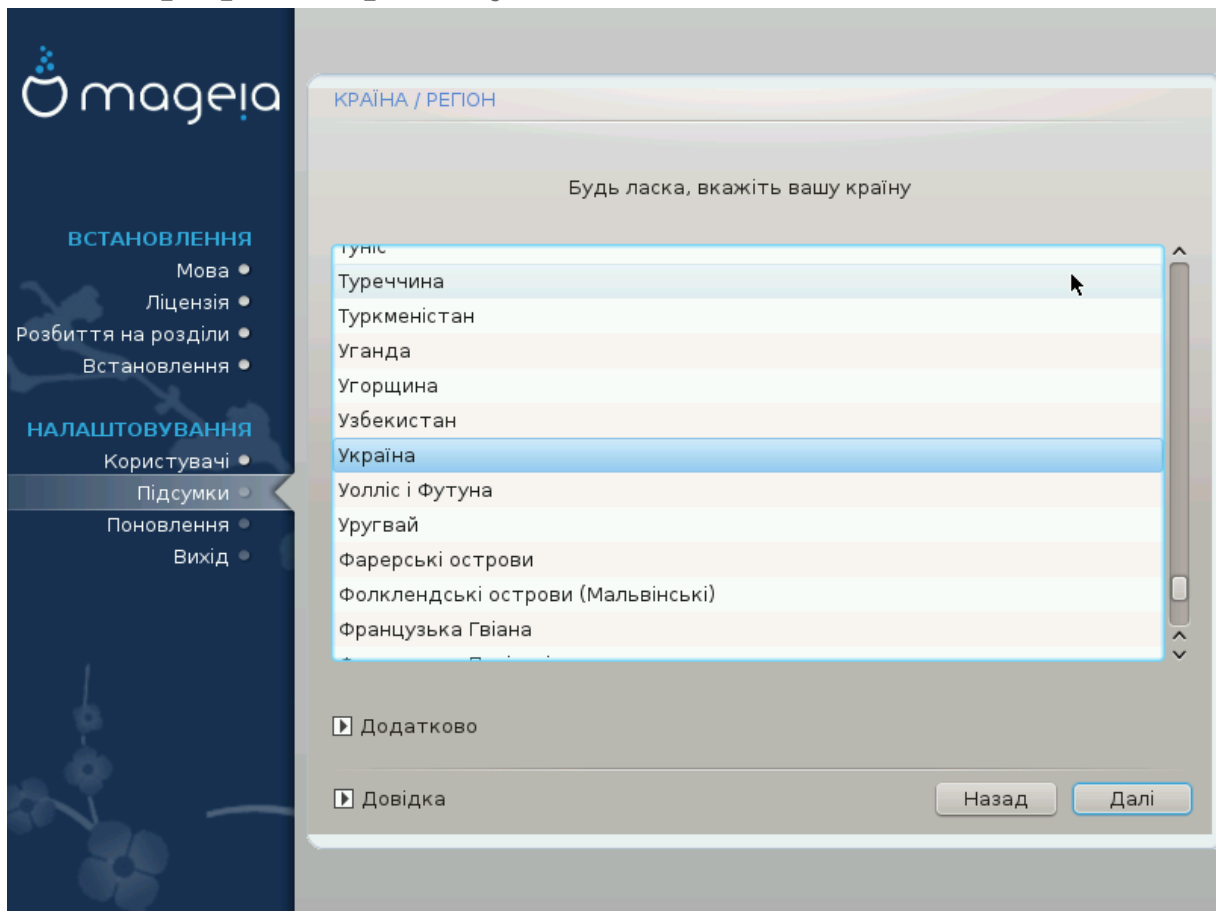 mageia
ВСТАНОВЛЕННЯ
Мова
Ліцензія
Розбиття на розділи
Встановлення
НАЛАШТОВУВАННЯ
Користувачі
Підсумки
Поновлення
Вихід
КРАЇНА / РЕГІОН
Будь ласка, вкажіть вашу країну
Туніс
Туреччина
Туркменістан
Уганда
Угорщина
Узбекистан
Україна
Уолліс і Футуна
Уругвай
Фарерські острови
Фолклендські острови (Мальвінські)
Французька Гвіана
Додатково
Довідка
Назад
Далі